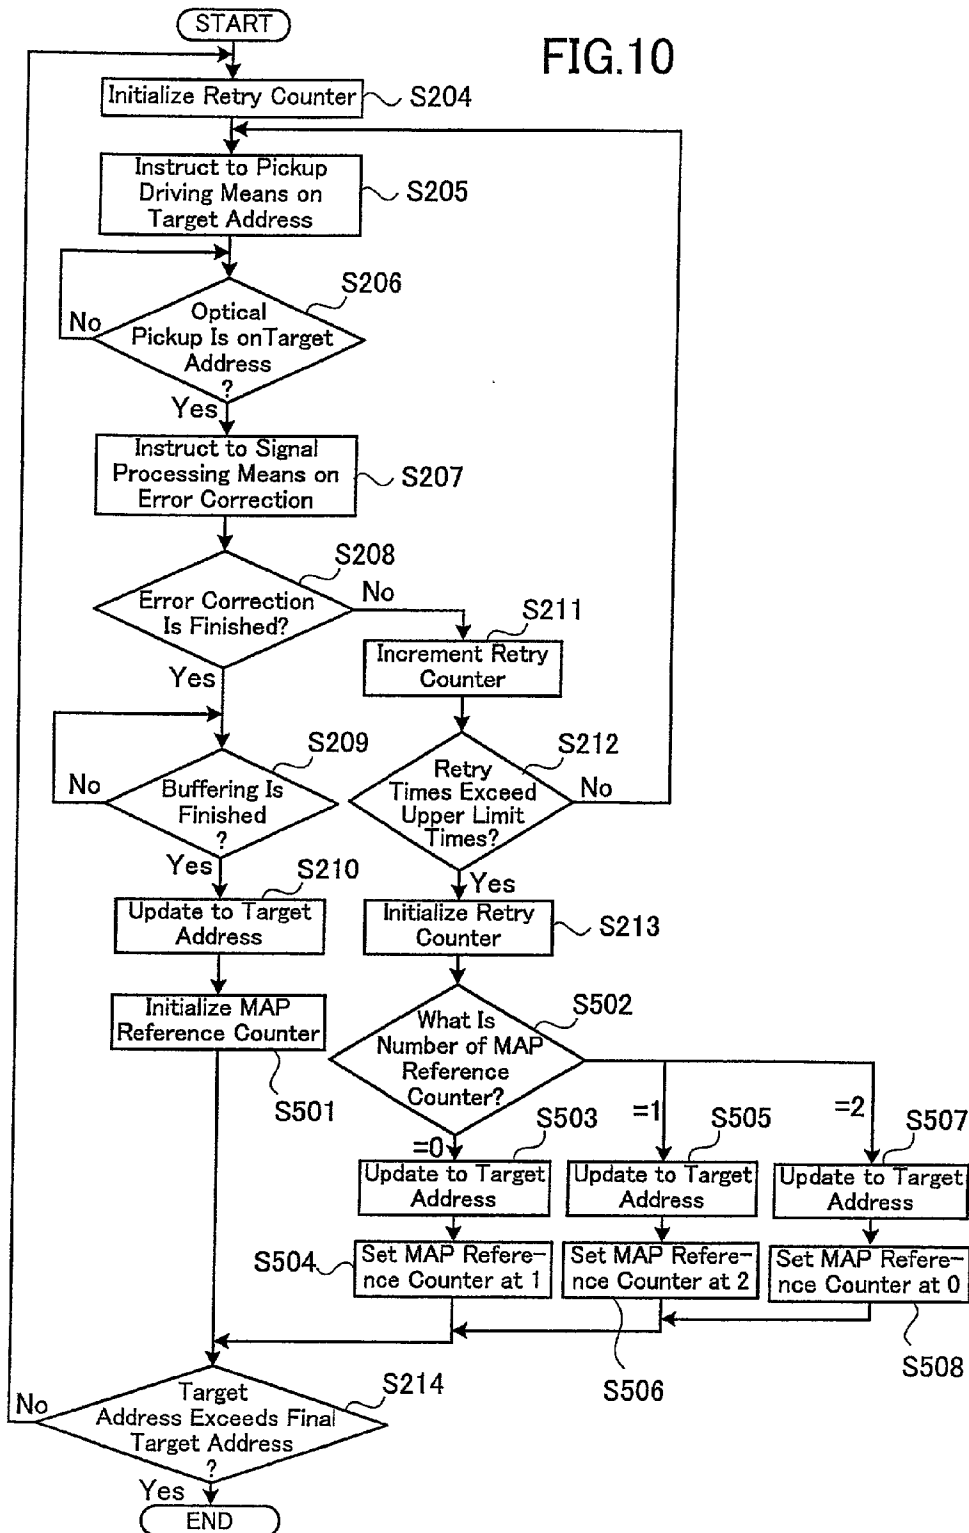 START
FIG.10
Initialize Retry Counter
S204
Instruct to Pickup
Driving Means on
Target Address
S205
S206
Optical
Pickup Is onTarget
Address
?
No
Yes
Instruct to Signal
Processing Means on
Error Correction
S207
S208
Error Correction
Is Finished?
No
Yes
S211
Increment Retry
Counter
S209
Buffering Is
Finished
?
No
Yes
S212
Retry
Times Exceed
Upper Limit
Times?
No
Yes
S210
Update to Target
Address
Initialize Retry
Counter
S213
Initialize MAP
Reference Counter
S501
S502
What Is
Number of MAP
Reference
Counter?
=0
=1
=2
S503
Update to Target
Address
S505
Update to Target
Address
S507
Update to Target
Address
S504
Set MAP Refere-
nce Counter at 1
Set MAP Refere-
nce Counter at 2
S506
Set MAP Refere-
nce Counter at 0
S508
S214
Target
Address Exceeds Final
Target Address
?
No
Yes
END